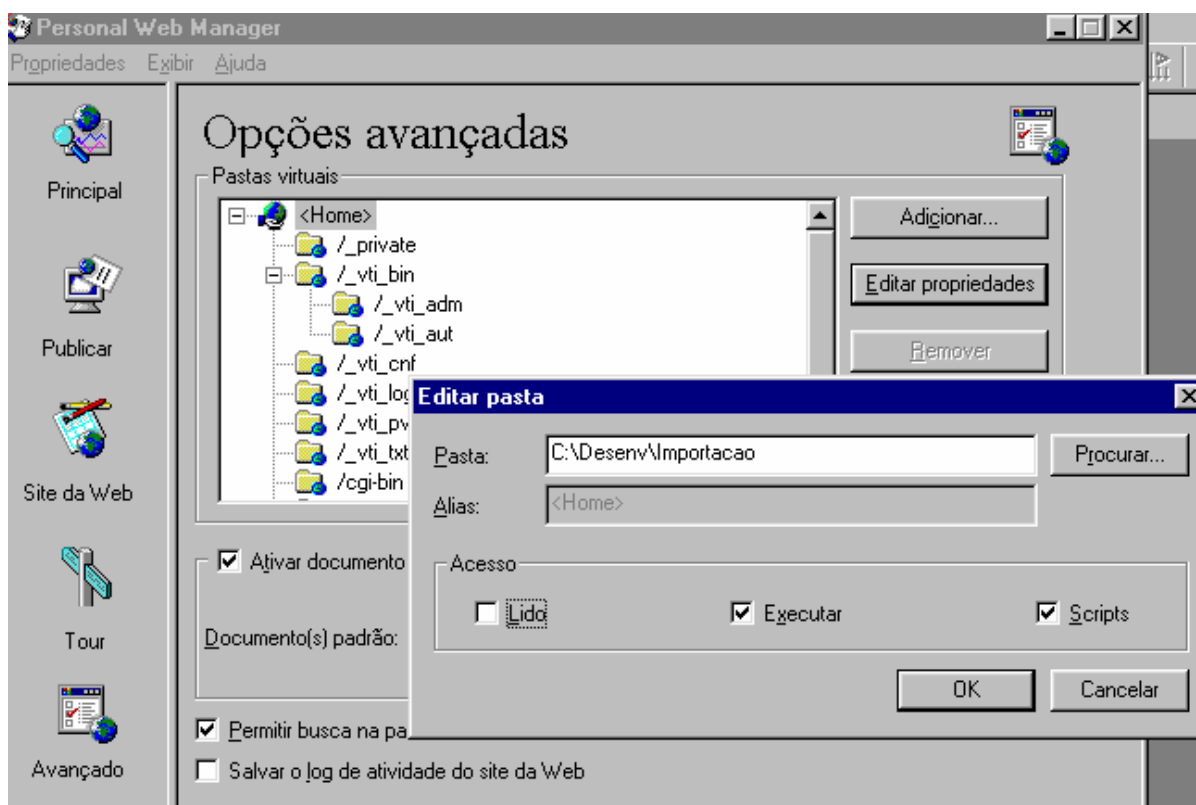 Personal Web Manager
Propriedades Exibir Ajuda
Principal
Publicar
Site da Web
Tour
Avançado
Opções avançadas
Pastas virtuais
<Home>
/_private
/_vti_bin
/_vti_adm
/_vti_aut
/_vti_cnf
/_vti_log
/_vti_pv
/_vti_txt
/cgi-bin
Adicionar...
Editar propriedades
Remover
Ativar documento
Documento(s) padrão:
Permitir busca na pa
Salvar o log de atividade do site da Web
Editar pasta
Pasta: C:\Desenv\Importacao Procurar...
Alias: <Home>
Acesso
Lido Executar Scripts
OK Cancelar